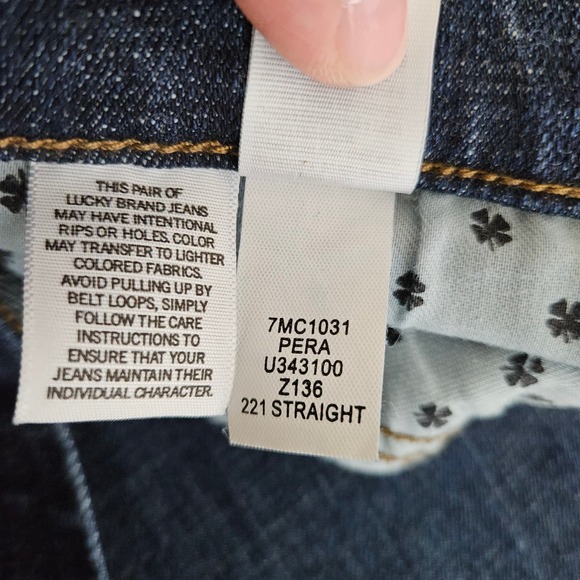 THIS PAIR OF
LUCKY BRAND JEANS
MAY HAVE INTENTIONAL
RIPS OR HOLES. COLOR
MAY TRANSFER TO LIGHTER
COLORED FABRICS.
AVOID PULLING UP BY
BELT LOOPS, SIMPLY
FOLLOW THE CARE
INSTRUCTIONS TO
ENSURE THAT YOUR
JEANS MAINTAIN THEIR
INDIVIDUAL CHARACTER.
7MC1031
PERA
U343100
Z136
221 STRAIGHT